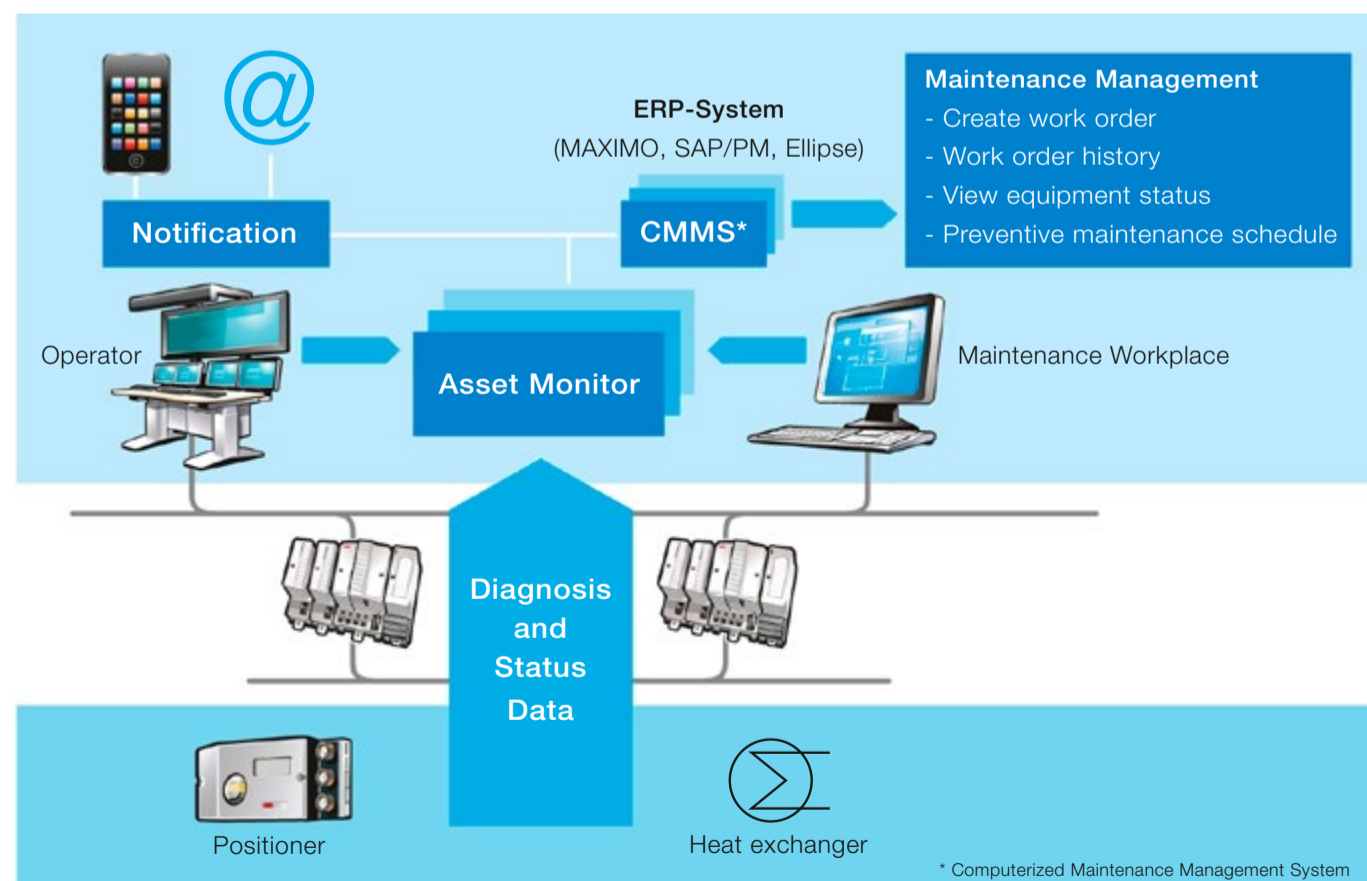 @
ERP-System
(MAXIMO, SAP/PM, Ellipse)
Maintenance Management
- Create work order
- Work order history
- View equipment status
- Preventive maintenance schedule
Notification
CMMS*
Operator
Asset Monitor
Maintenance Workplace
Diagnosis
and
Status
Data
Positioner
Heat exchanger
* Computerized Maintenance Management System